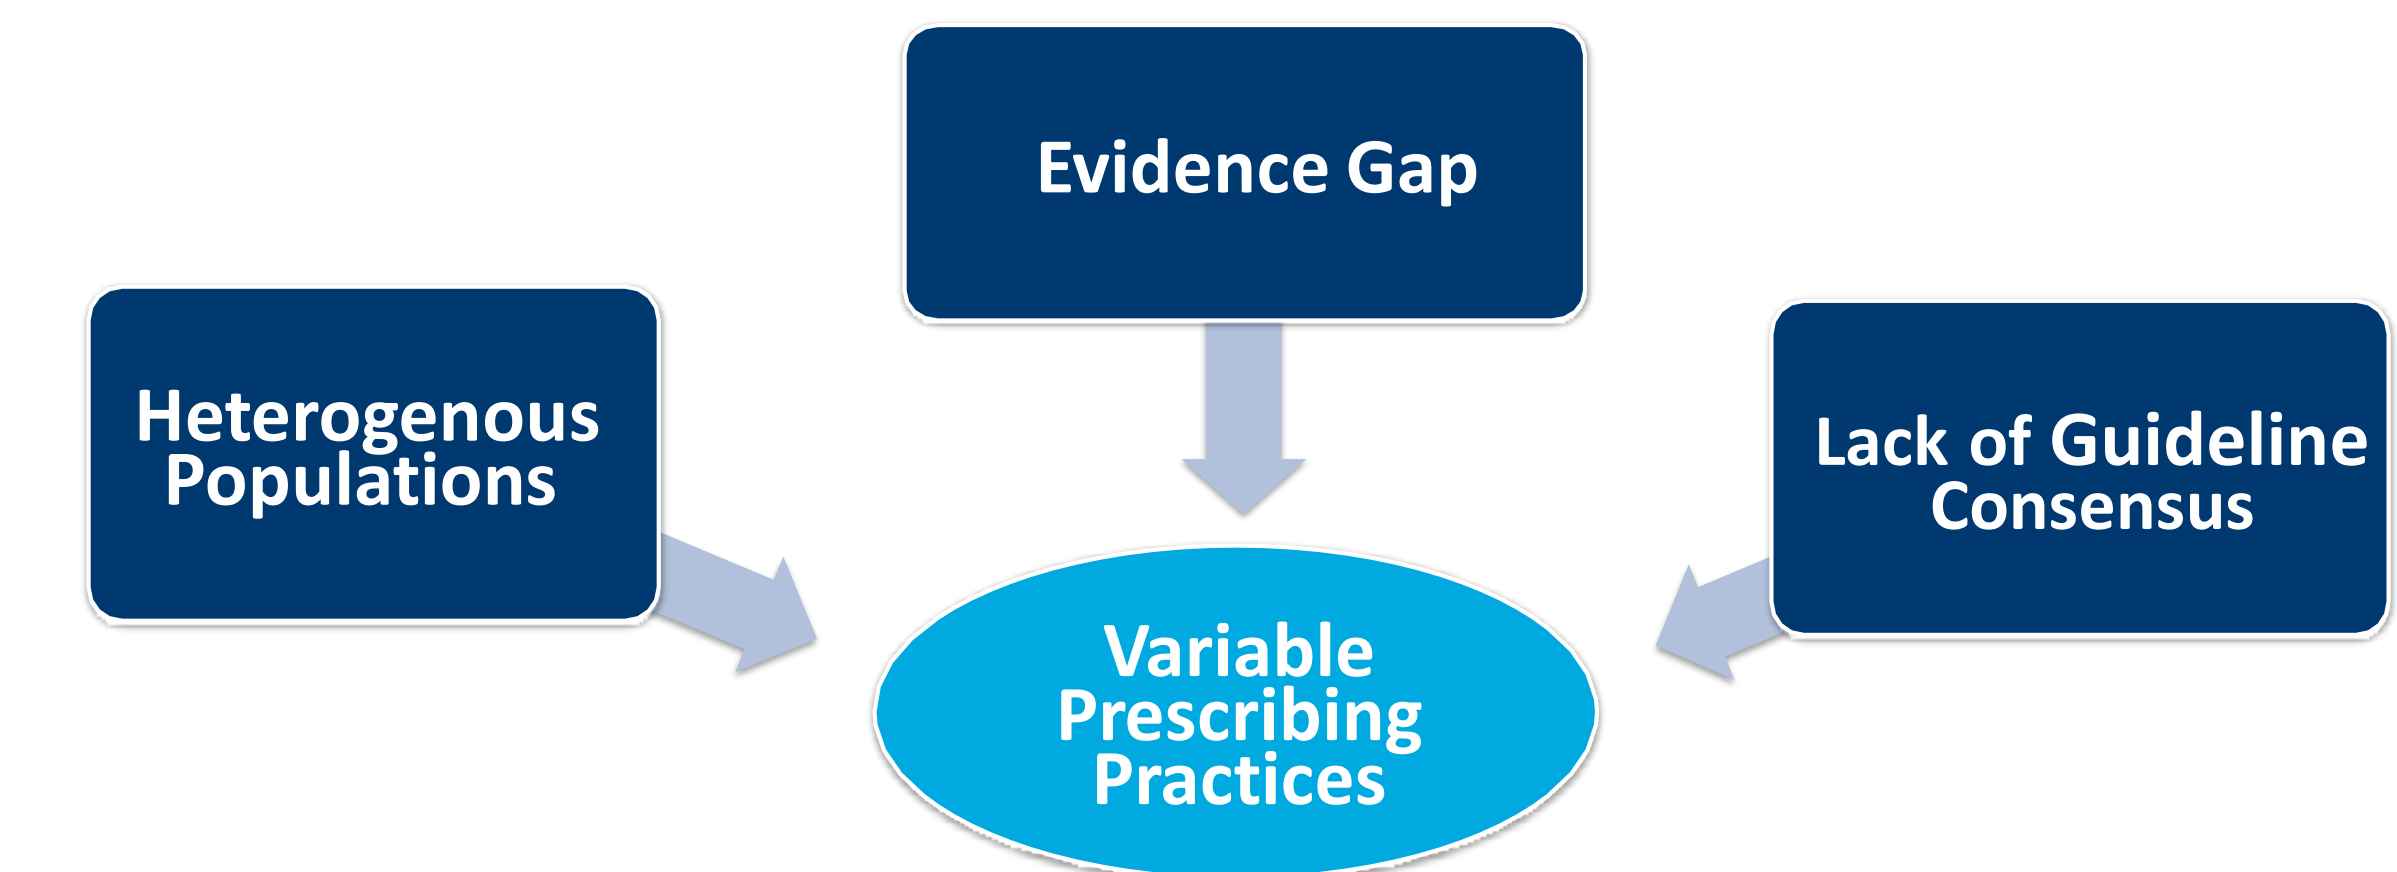 Evidence Gap
Heterogenous
Populations
Lack of Guideline
Consensus
Variable
Prescribing
Practices